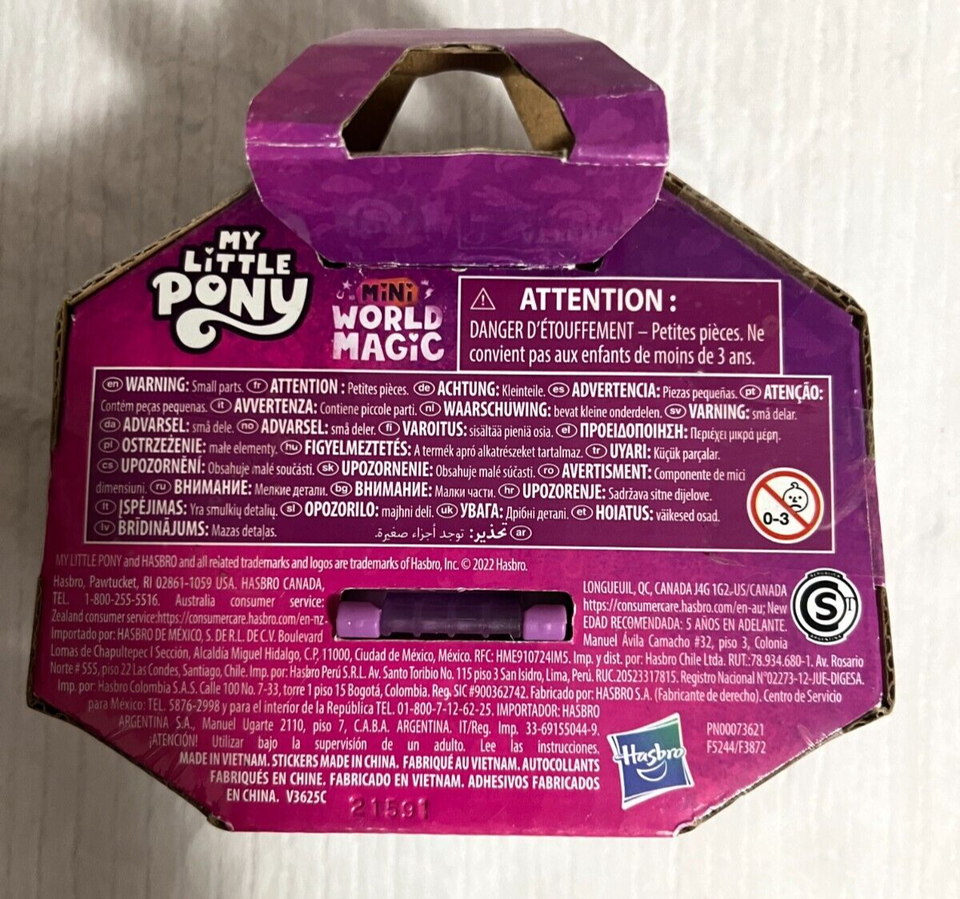 MY
LiTTLE
PONY
MiNi
WORLD
MAGIC
⚠ ATTENTION :
DANGER D'ÉTOUFFEMENT – Petites pièces. Ne
convient pas aux enfants de moins de 3 ans.
en WARNING: Small parts. fr ATTENTION : Petites pièces. de ACHTUNG: Kleinteile. es ADVERTENCIA: Piezas pequeñas. pt ATENÇÃO:
Contém peças pequenas. it AVVERTENZA: Contiene piccole parti. nl WAARSCHUWING: bevat kleine onderdelen. sv VARNING: små delar.
da ADVARSEL: små dele. no ADVARSEL: små deler. fi VAROITUS: sisältää pieniä osia. el ΠΡΟΕΙΔΟΠΟΙΗΣΗ: Περιέχει μικρά μέρη.
pl OSTRZEŻENIE: małe elementy. hu FIGYELMEZTETÉS: A termék apró alkatrészeket tartalmaz. tr UYARI: Küçük parçalar.
cs UPOZORNĚNÍ: Obsahuje malé součásti. sk UPOZORNENIE: Obsahuje malé súčasti. ro AVERTISMENT: Componente de mici
dimensiuni. ru ВНИМАНИЕ: Мелкие детали. bg ВНИМАНИЕ: Малки части. hr UPOZORENJE: Sadržava sitne dijelove.
lt ĮSPĖJIMAS: Yra smulkių detalių. sl OPOZORILO: majhni deli. uk УВАГА: Дрібні деталі. et HOIATUS: väikesed osad.
lv BRĪDINĀJUMS: Mazas detaļas. ar تحذير: توجد أجزاء صغيرة.
0-3
MY LITTLE PONY and HASBRO and all related trademarks and logos are trademarks of Hasbro, Inc. © 2022 Hasbro.
Hasbro, Pawtucket, RI 02861-1059 USA. HASBRO CANADA, LONGUEUIL, QC, CANADA J4G 1G2. US/CANADA
TEL. 1-800-255-5516. Australia consumer service: https://consumercare.hasbro.com/en-au; New
Zealand consumer service:https://consumercare.hasbro.com/en-nz- EDAD RECOMENDADA: 5 AÑOS EN ADELANTE.
Importado por: HASBRO DE MÉXICO, S. DE R.L. DE C.V. Boulevard Manuel Ávila Camacho #32, piso 3, Colonia
Lomas de Chapultepec I Sección, Alcaldía Miguel Hidalgo, C.P, 11000, Ciudad de México, México. RFC: HME910724IM5. Imp. y dist. por: Hasbro Chile Ltda. RUT.:78.934.680-1, Av. Rosario
Norte # 555, piso 22 Las Condes, Santiago, Chile. Imp. por: Hasbro Perú S.R.L. Av. Santo Toribio No. 115 piso 3 San Isidro, Lima, Perú. RUC.20523317815. Registro Nacional N°02273-12-JUE-DIGESA.
Imp. por: Hasbro Colombia S.A.S. Calle 100 No. 7-33, torre 1 piso 15 Bogotá, Colombia. Reg. SIC #900362742. Fabricado por: HASBRO S.A. (Fabricante de derecho). Centro de Servicio
para México: TEL. 5876-2998 y para el interior de la República TEL. 01-800-7-12-62-25. IMPORTADOR: HASBRO
ARGENTINA S.A., Manuel Ugarte 2110, piso 7, C.A.B.A. ARGENTINA. IT/Reg. Imp. 33-69155044-9.
¡ATENCIÓN! Utilizar bajo la supervisión de un adulto. Lee las instrucciones.
MADE IN VIETNAM. STICKERS MADE IN CHINA. FABRIQUÉ AU VIETNAM. AUTOCOLLANTS
FABRIQUÉS EN CHINE. FABRICADO EN VIETNAM. ADHESIVOS FABRICADOS
EN CHINA. V3625C
21591
S
Hasbro
PN00073621
F5244/F3872